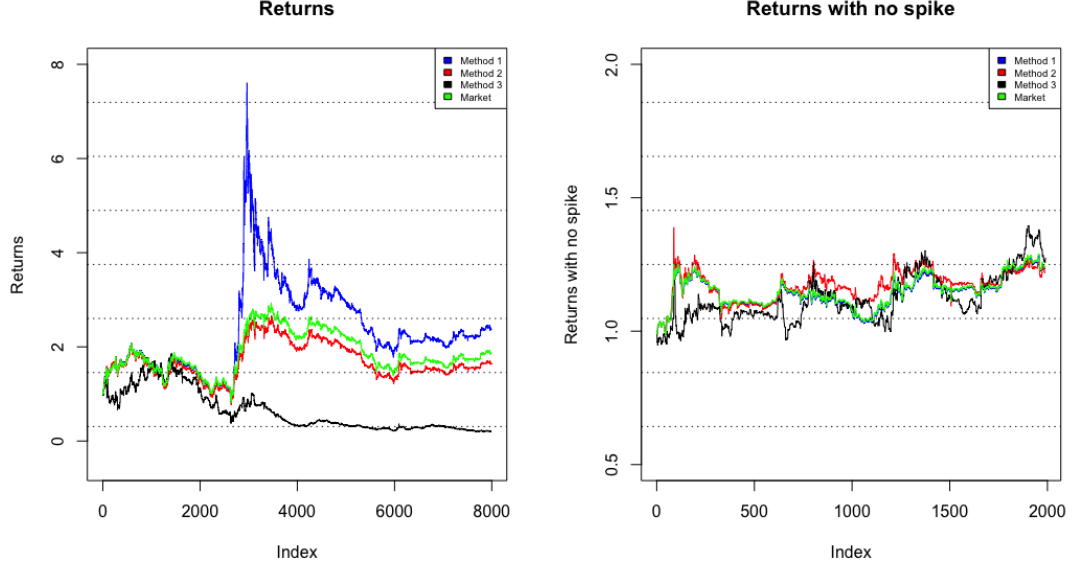 Returns
Method 1
Method 2
Method 3
Market
8
6
4
2
0
Returns
0 2000 4000 6000 8000
Index
Returns with no spike
Method 1
Method 2
Method 3
Market
2.0
1.5
1.0
0.5
Returns with no spike
0 500 1000 1500 2000
Index